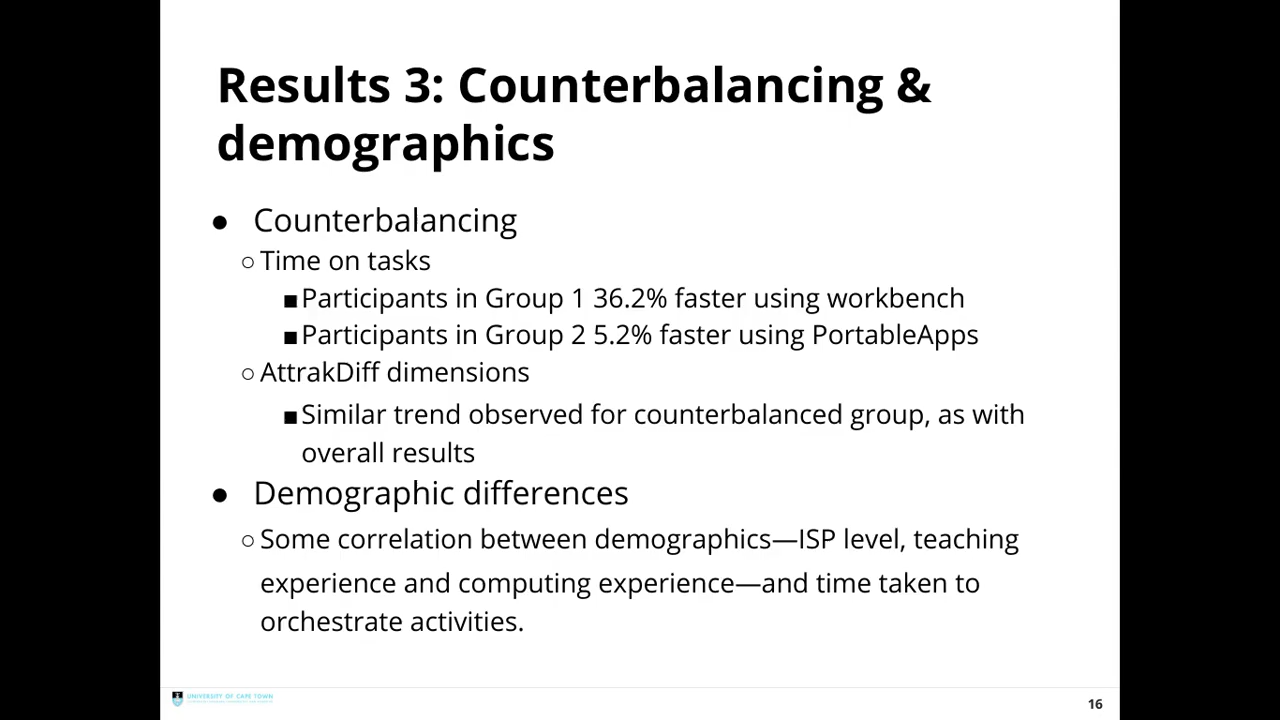 Results 3: Counterbalancing &
demographics
● Counterbalancing
○ Time on tasks
■ Participants in Group 1 36.2% faster using workbench
■ Participants in Group 2 5.2% faster using PortableApps
○ AttrakDiff dimensions
■ Similar trend observed for counterbalanced group, as with
overall results
● Demographic differences
○ Some correlation between demographics—ISP level, teaching
experience and computing experience—and time taken to
orchestrate activities.
UNIVERSITY OF CAPE TOWN
16